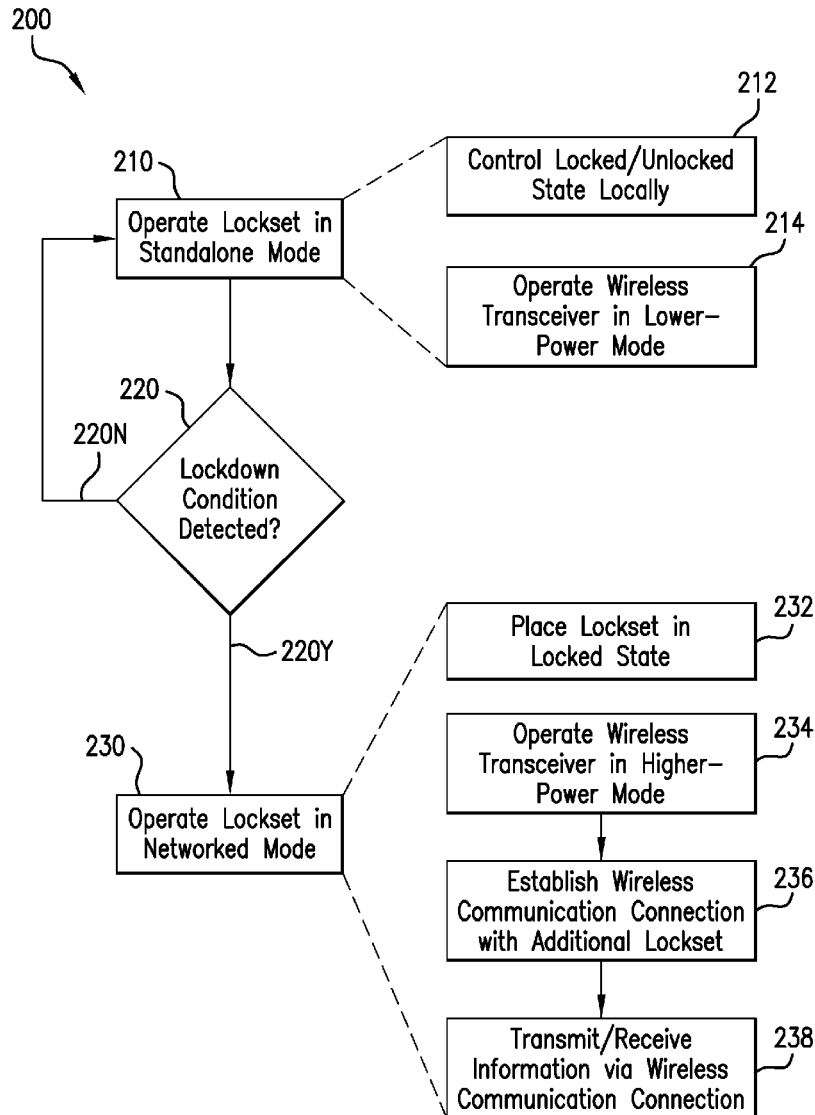 200
212
Control Locked/Unlocked
State Locally
210
Operate Lockset in
Standalone Mode
214
Operate Wireless
Transceiver in Lower-
Power Mode
220
220N
Lockdown
Condition
Detected?
220Y
232
Place Lockset in
Locked State
230
Operate Lockset in
Networked Mode
234
Operate Wireless
Transceiver in Higher-
Power Mode
236
Establish Wireless
Communication Connection
with Additional Lockset
238
Transmit/Receive
Information via Wireless
Communication Connection